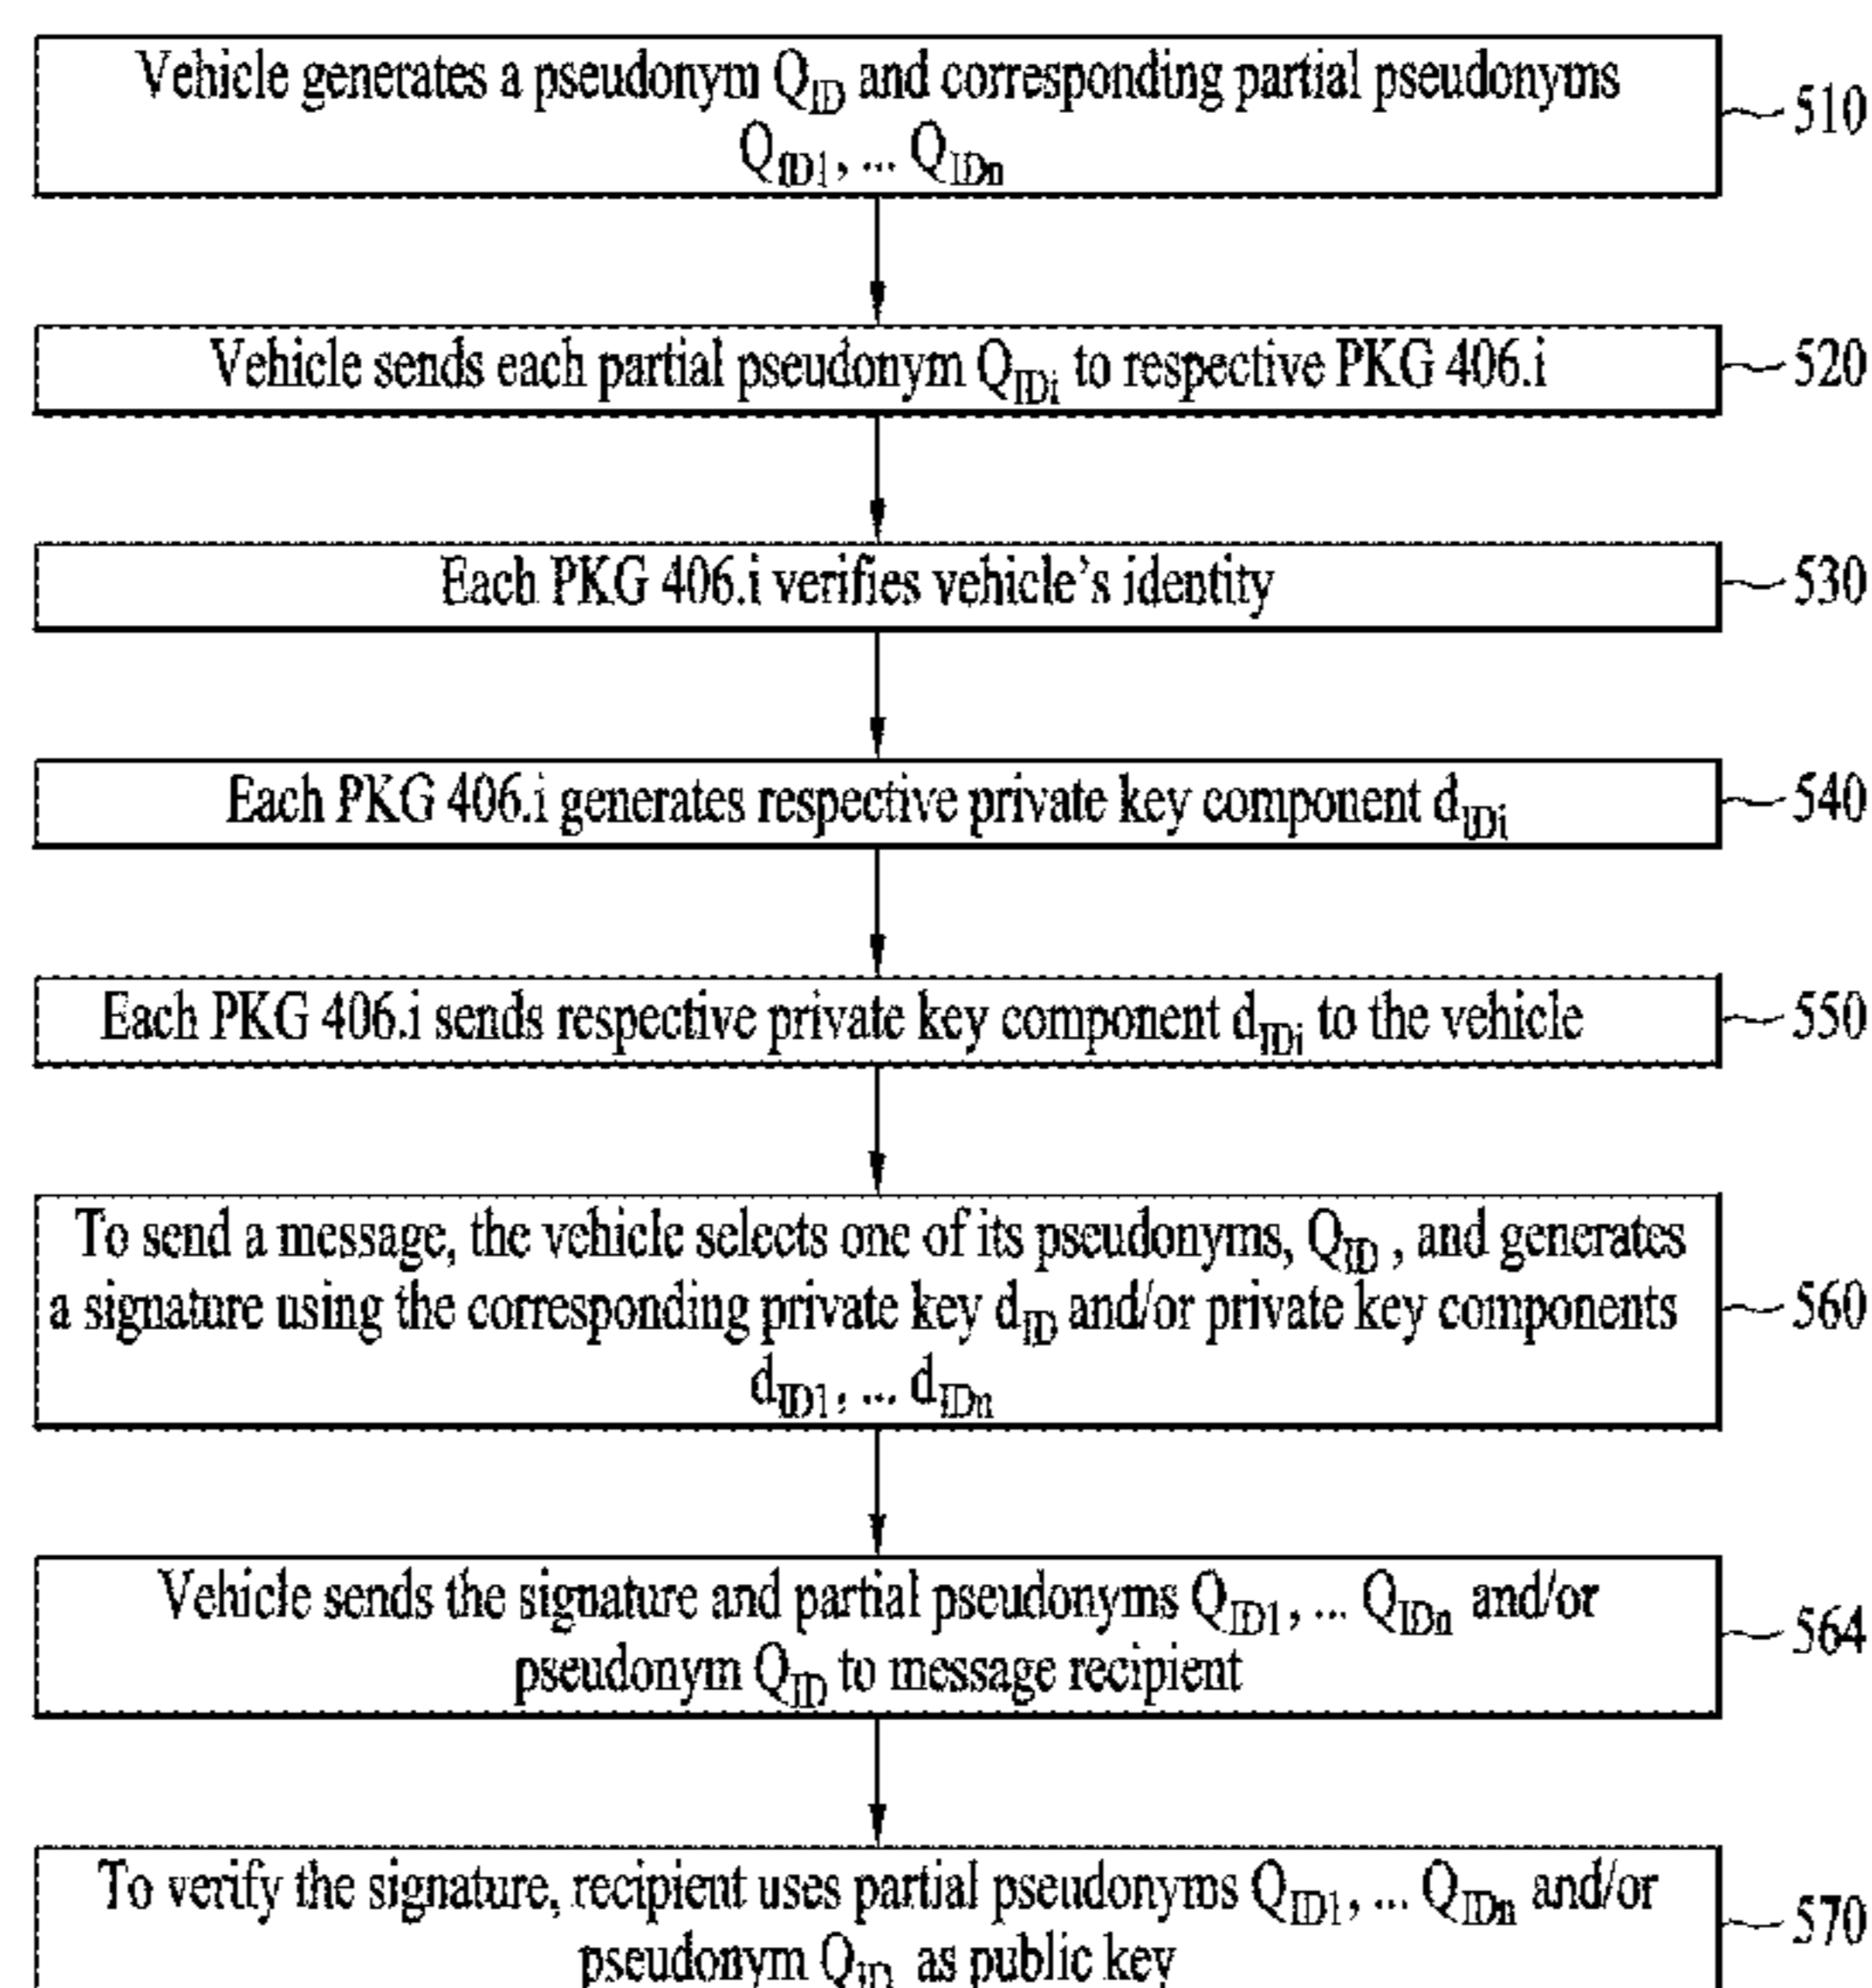 Vehicle generates a pseudonym Q_ID and corresponding partial pseudonyms
Q_ID1, ... Q_IDn
510
Vehicle sends each partial pseudonym Q_IDi to respective PKG 406.i
520
Each PKG 406.i verifies vehicle's identity
530
Each PKG 406.i generates respective private key component d_IDi
540
Each PKG 406.i sends respective private key component d_IDi to the vehicle
550
To send a message, the vehicle selects one of its pseudonyms, Q_ID , and generates
a signature using the corresponding private key d_ID and/or private key components
d_ID1, ... d_IDn
560
Vehicle sends the signature and partial pseudonyms Q_ID1, ... Q_IDn and/or
pseudonym Q_ID to message recipient
564
To verify the signature, recipient uses partial pseudonyms Q_ID1, ... Q_IDn and/or
pseudonym Q_ID as public key
570